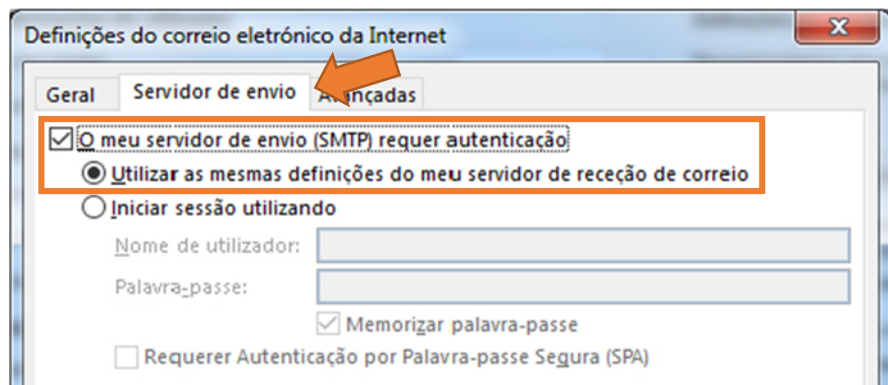 Definições do correio eletrónico da Internet
Geral Servidor de envio Avançadas
O meu servidor de envio (SMTP) requer autenticação
Utilizar as mesmas definições do meu servidor de receção de correio
Iniciar sessão utilizando
Nome de utilizador:
Palavra-passe:
Memorizar palavra-passe
Requerer Autenticação por Palavra-passe Segura (SPA)